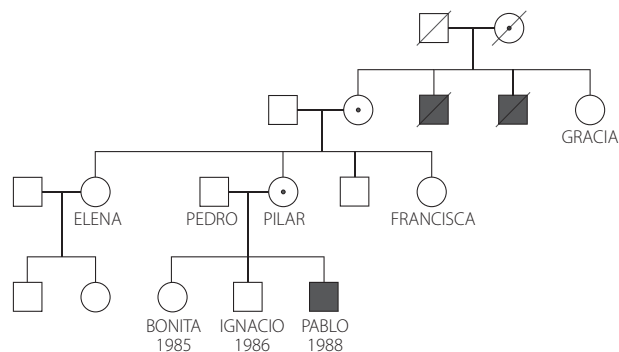 GRACIA
ELENA
PEDRO
PILAR
FRANCISCA
BONITA
1985
IGNACIO
1986
PABLO
1988